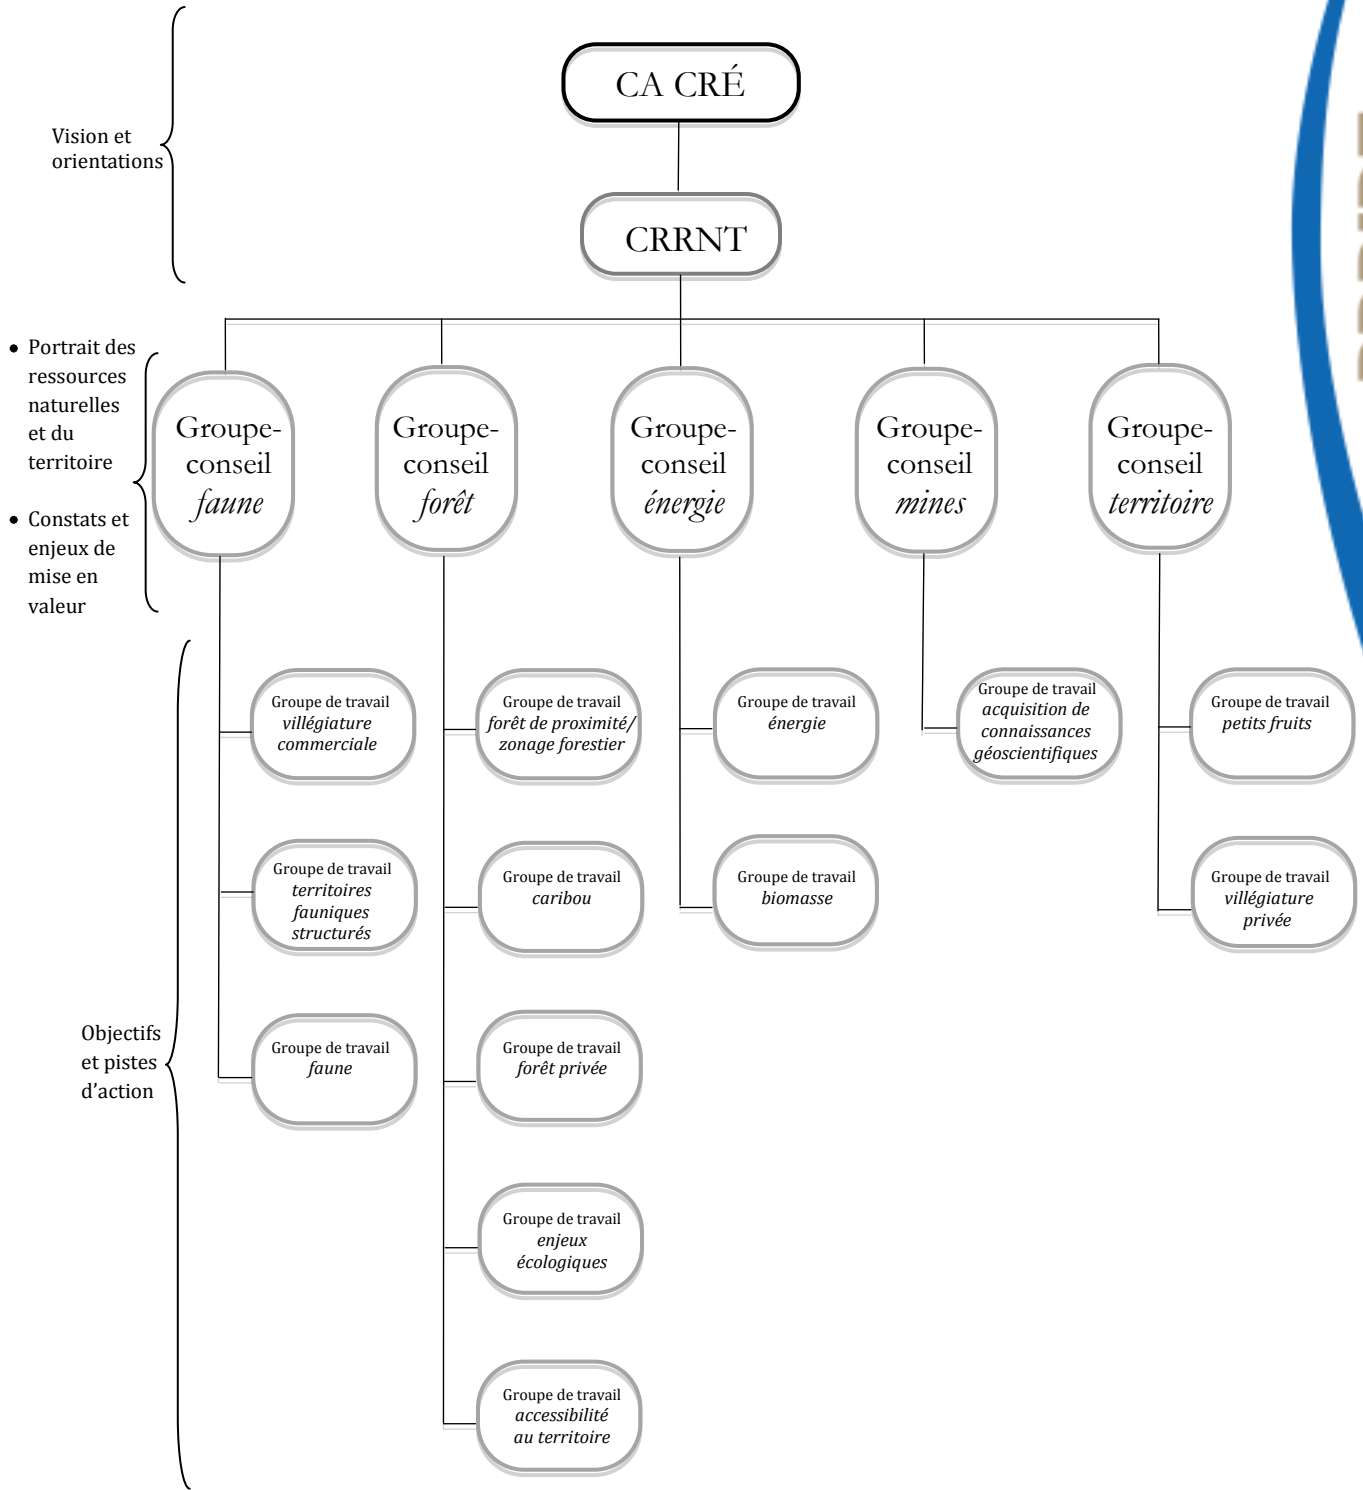 CA CRÉ
Vision et
orientations
CRRNT
• Portrait des
ressources
naturelles
et du
territoire
• Constats et
enjeux de
mise en
valeur
Groupe-
conseil
faune
Groupe-
conseil
forêt
Groupe-
conseil
énergie
Groupe-
conseil
mines
Groupe-
conseil
territoire
Objectifs
et pistes
d'action
Groupe de travail
villégiature
commerciale
Groupe de travail
territoires
fauniques
structurés
Groupe de travail
faune
Groupe de travail
forêt de proximité/
zonage forestier
Groupe de travail
caribou
Groupe de travail
forêt privée
Groupe de travail
enjeux
écologiques
Groupe de travail
accessibilité
au territoire
Groupe de travail
énergie
Groupe de travail
biomasse
Groupe de travail
acquisition de
connaissances
géoscientifiques
Groupe de travail
petits fruits
Groupe de travail
villégiature
privée